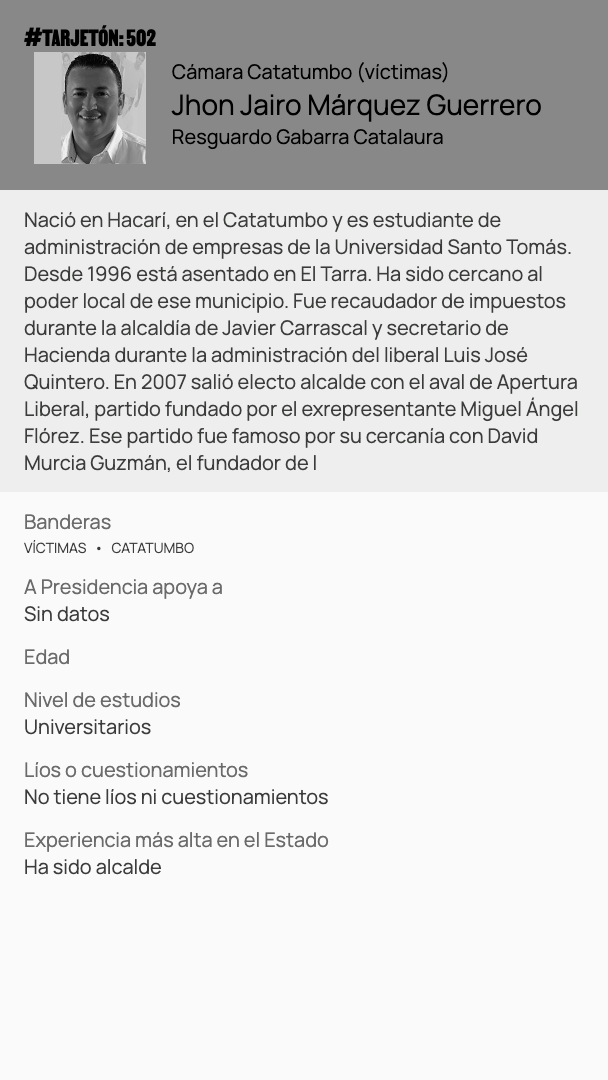 #TARJETÓN: 502
Cámara Catatumbo (víctimas)
Jhon Jairo Márquez Guerrero
Resguardo Gabarra Catalaura
Nació en Hacarí, en el Catatumbo y es estudiante de
administración de empresas de la Universidad Santo Tomás.
Desde 1996 está asentado en El Tarra. Ha sido cercano al
poder local de ese municipio. Fue recaudador de impuestos
durante la alcaldía de Javier Carrascal y secretario de
Hacienda durante la administración del liberal Luis José
Quintero. En 2007 salió electo alcalde con el aval de Apertura
Liberal, partido fundado por el exrepresentante Miguel Ángel
Flórez. Ese partido fue famoso por su cercanía con David
Murcia Guzmán, el fundador de l
Banderas
VÍCTIMAS • CATATUMBO
A Presidencia apoya a
Sin datos
Edad
Nivel de estudios
Universitarios
Líos o cuestionamientos
No tiene líos ni cuestionamientos
Experiencia más alta en el Estado
Ha sido alcalde